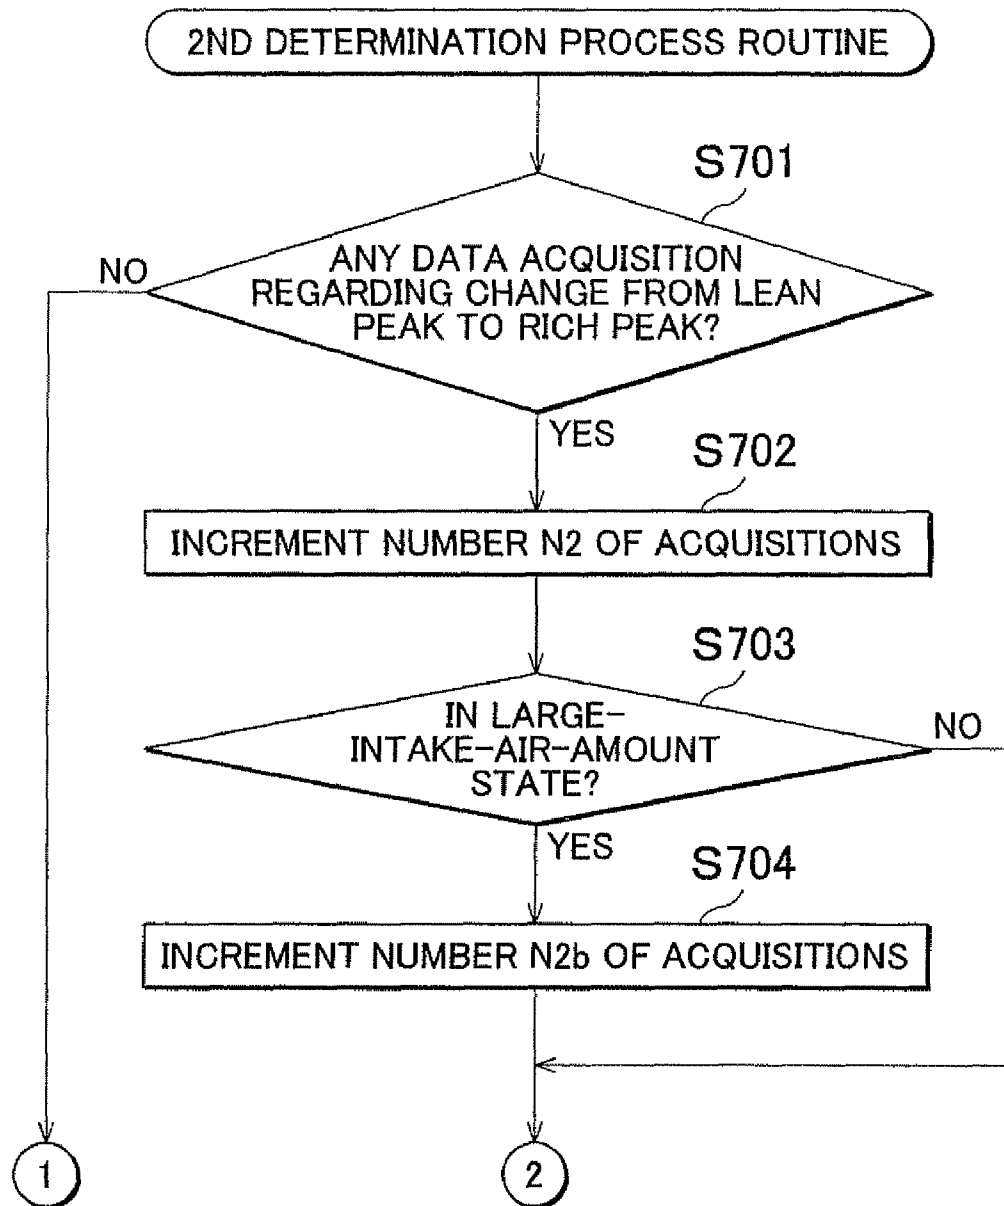 2ND DETERMINATION PROCESS ROUTINE
S701
ANY DATA ACQUISITION
REGARDING CHANGE FROM LEAN
PEAK TO RICH PEAK?
NO
YES
S702
INCREMENT NUMBER N2 OF ACQUISITIONS
S703
IN LARGE-
INTAKE-AIR-AMOUNT
STATE?
NO
YES
S704
INCREMENT NUMBER N2b OF ACQUISITIONS
1
2